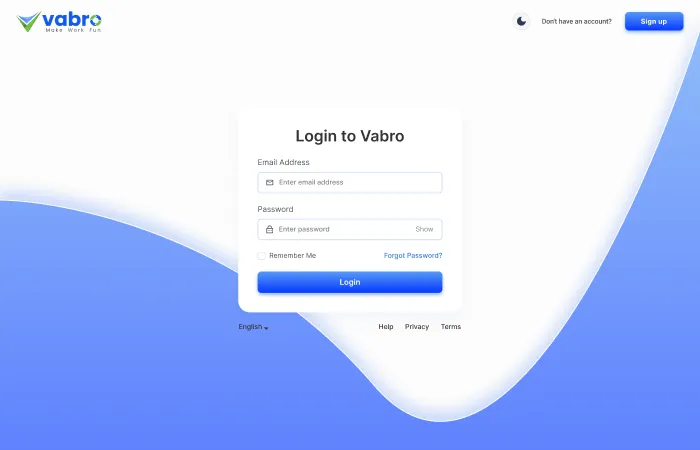 vabro
Make Work Fun
Don't have an account?
Sign up
Login to Vabro
Email Address
Enter email address
Password
Enter password
Show
Remember Me
Forgot Password?
Login
English
Help
Privacy
Terms